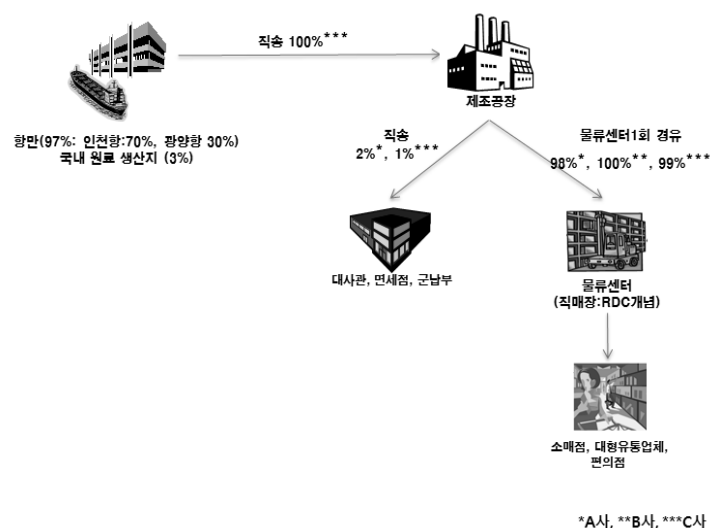 직송 100%***
제조공장
항만(97%: 인천항:70%, 광양항 30%)
국내 원료 생산지 (3%)
직송
2%*, 1%***
물류센터1회 경유
98%*, 100%**, 99%***
대사관, 면세점, 군납부
물류센터
(직매장:RDC개념)
소매점, 대형유통업체,
편의점
*A사, **B사, ***C사